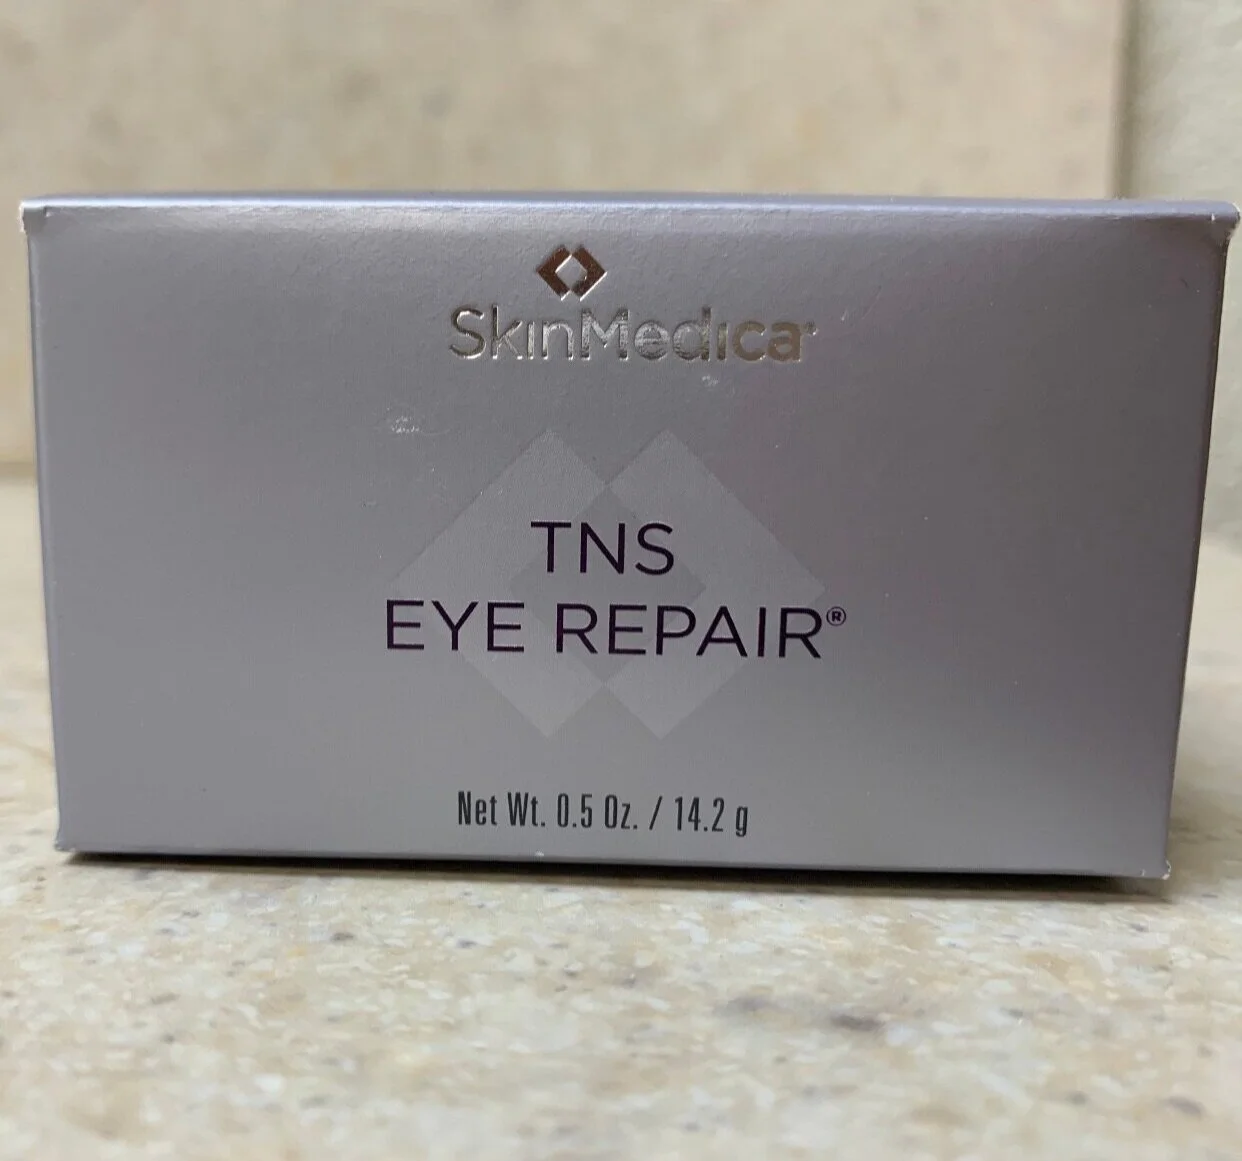 SkinMedica®
TNS
EYE REPAIR®
Net Wt. 0.5 Oz. / 14.2 g